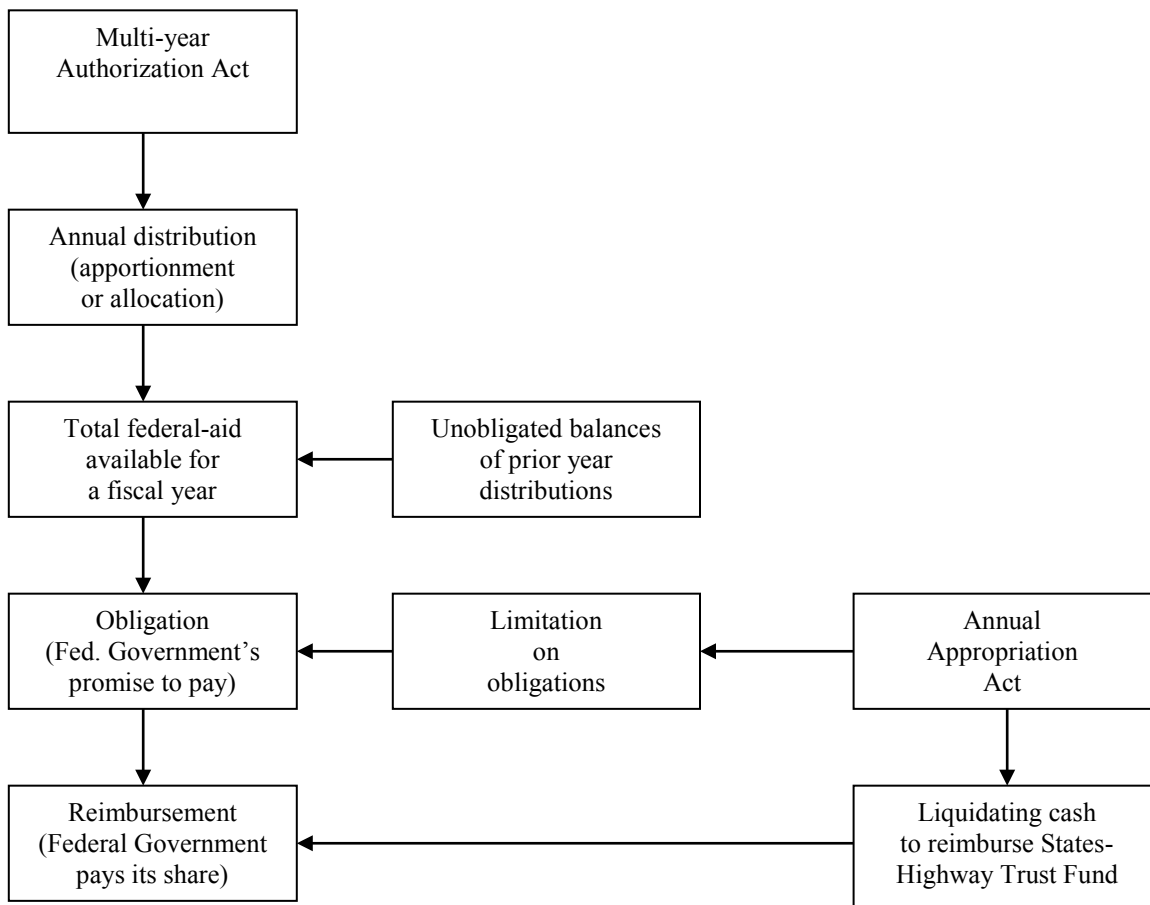 Multi-year
Authorization Act
Annual distribution
(apportionment
or allocation)
Total federal-aid
available for
a fiscal year
Unobligated balances
of prior year
distributions
Obligation
(Fed. Government’s
promise to pay)
Limitation
on
obligations
Annual
Appropriation
Act
Reimbursement
(Federal Government
pays its share)
Liquidating cash
to reimburse States-
Highway Trust Fund